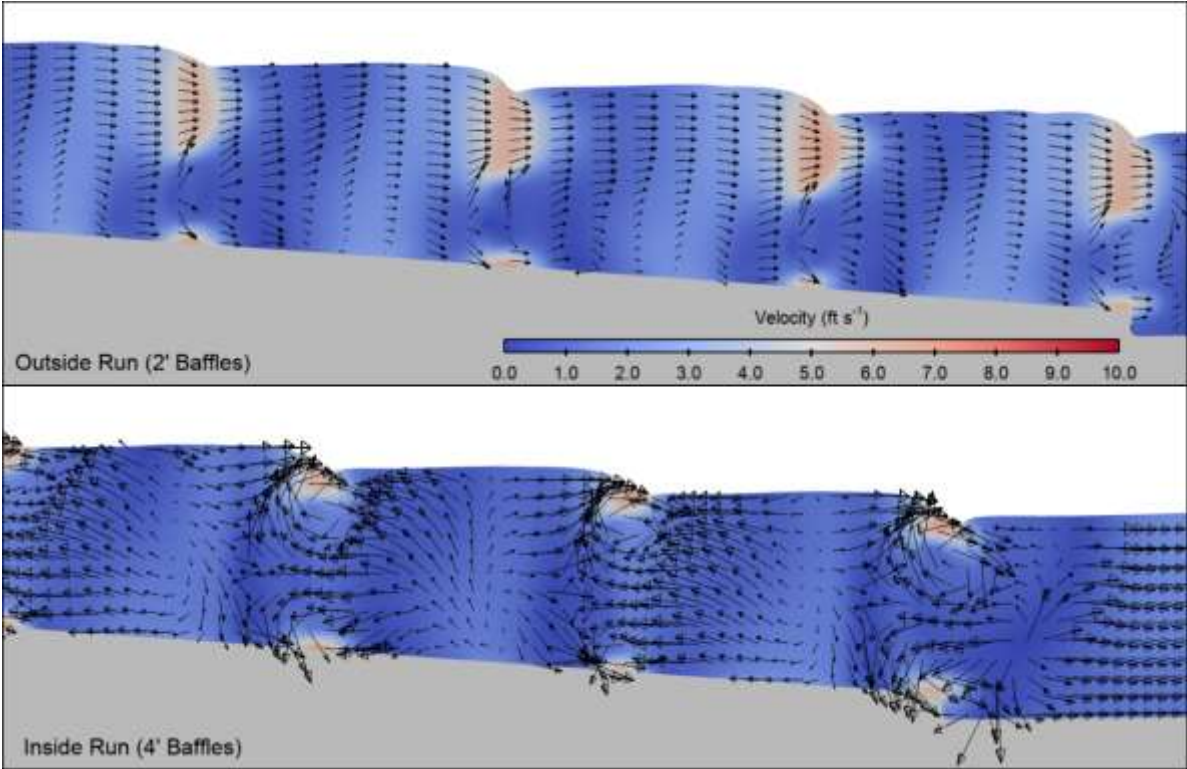 Velocity (ft s⁻¹)
0.0 1.0 2.0 3.0 4.0 5.0 6.0 7.0 8.0 9.0 10.0
Outside Run (2' Baffles)
Inside Run (4' Baffles)